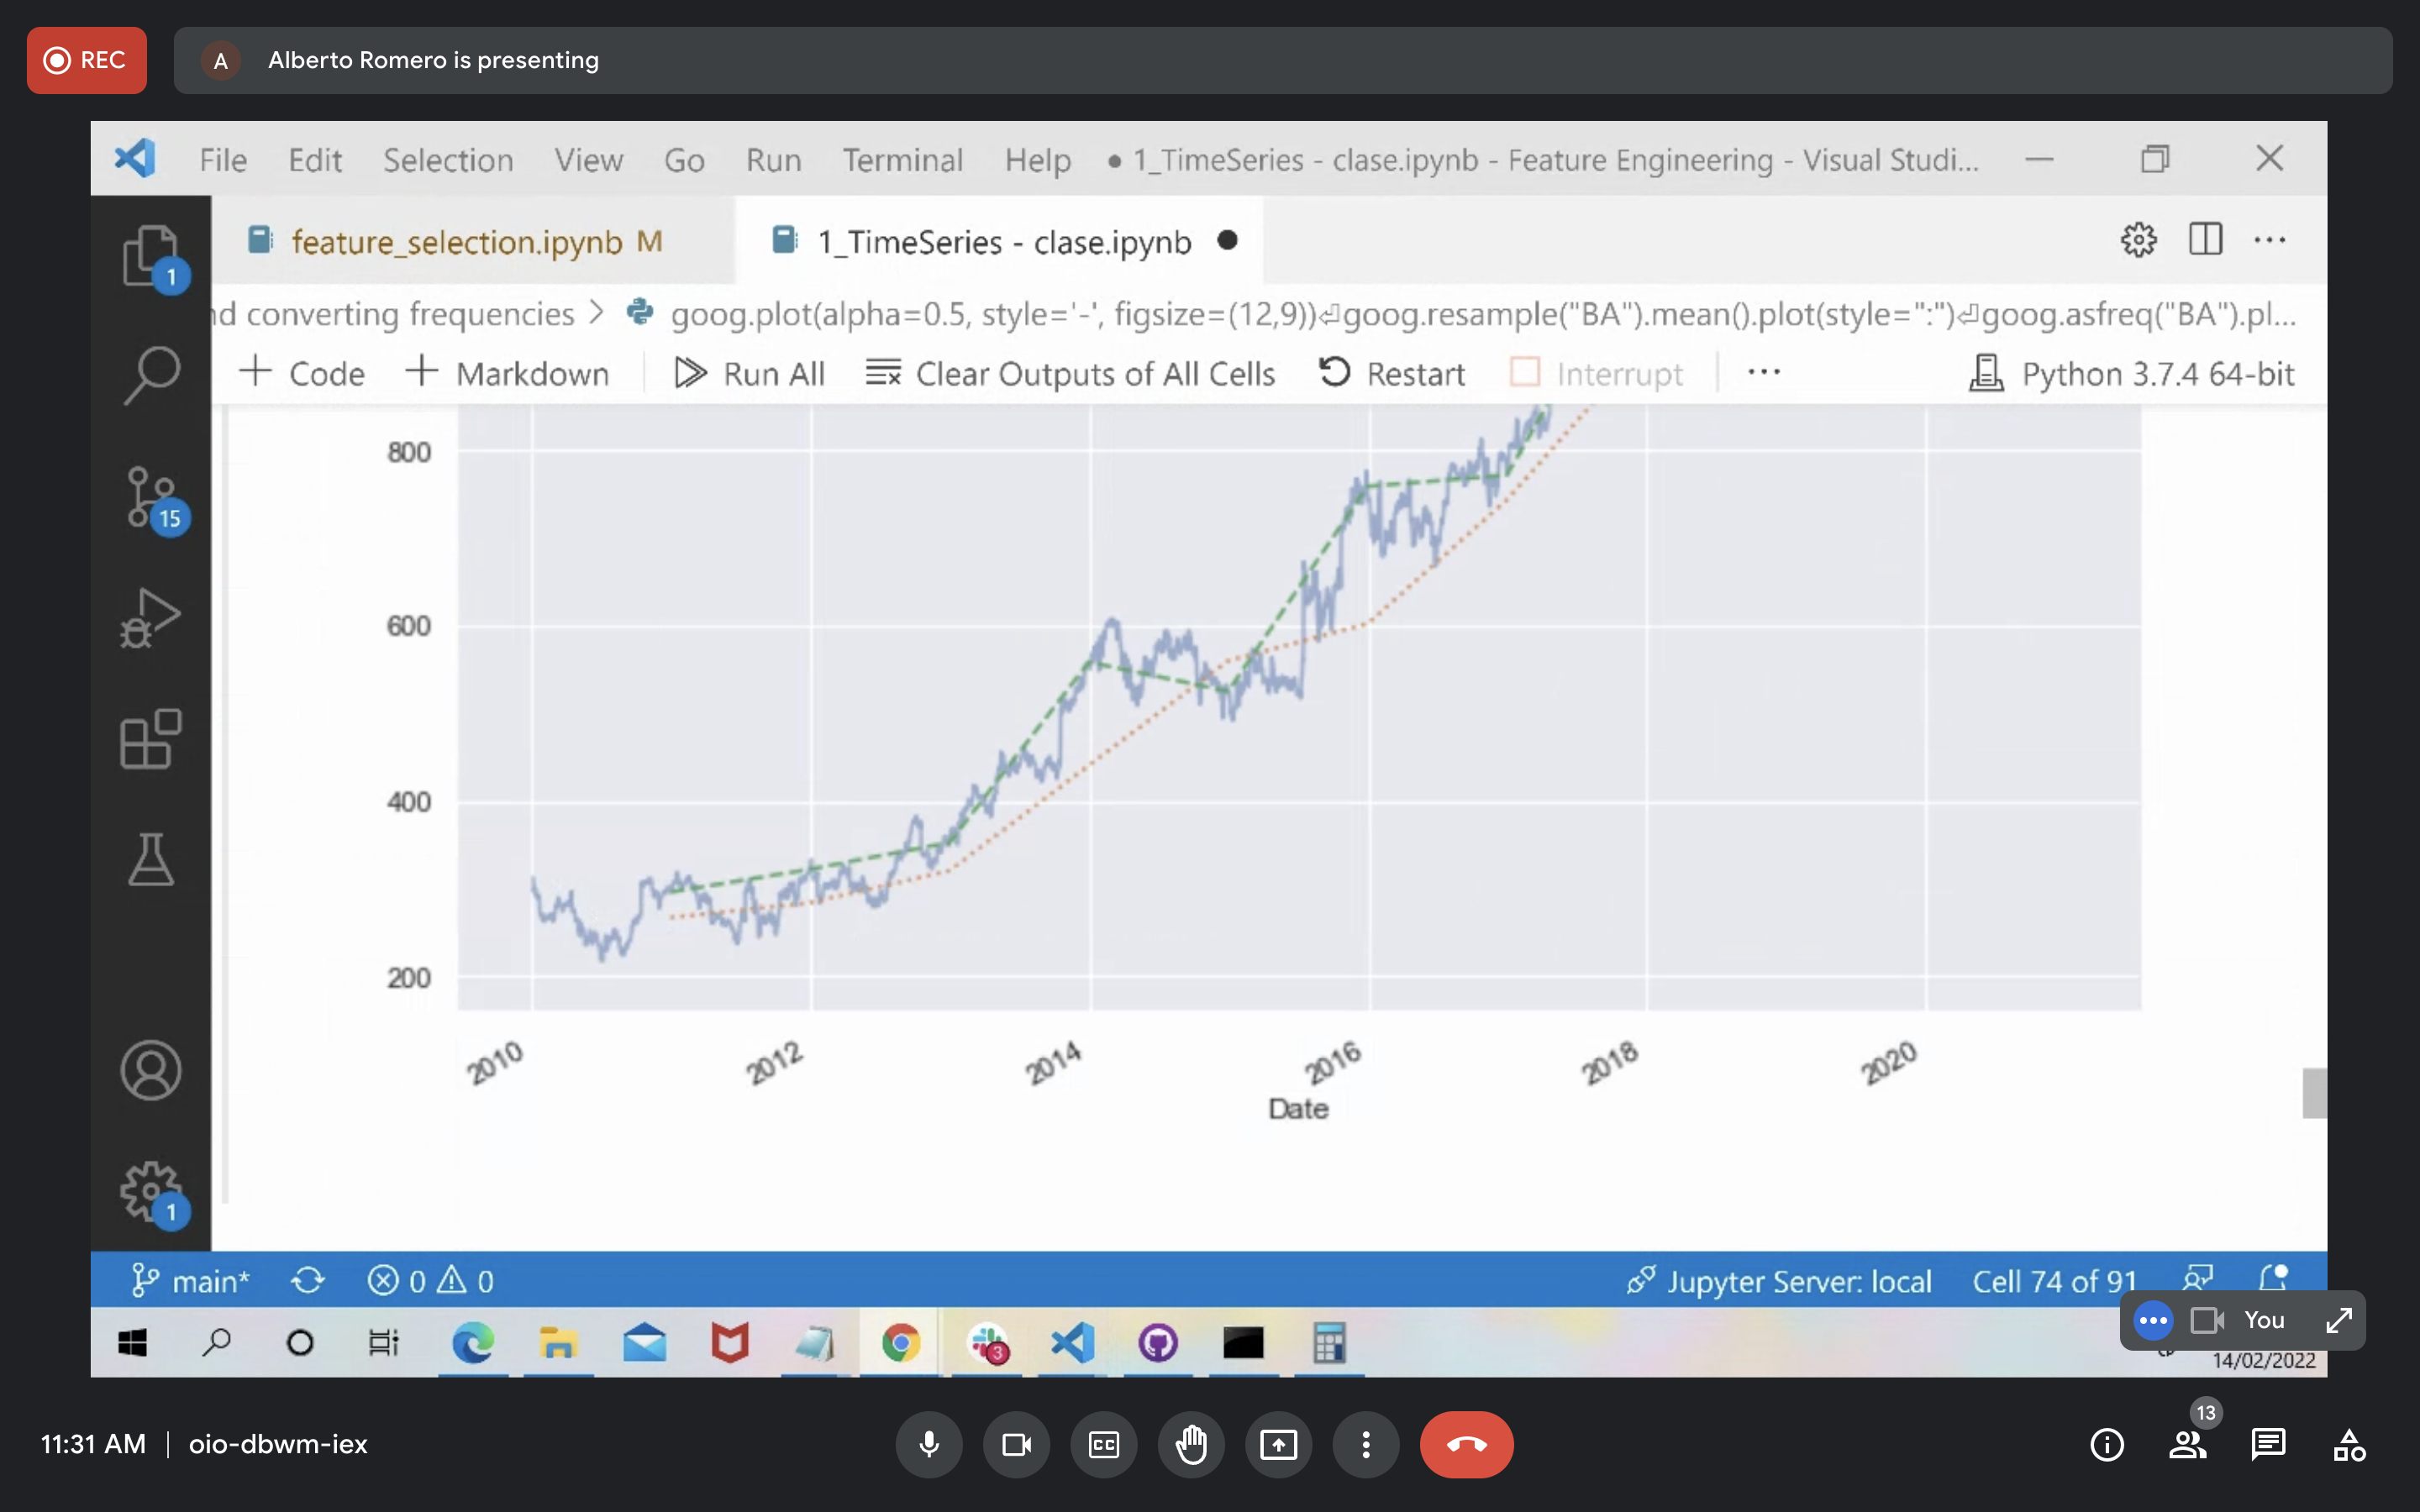 REC
A Alberto Romero is presenting
File Edit Selection View Go Run Terminal Help ● 1_TimeSeries - clase.ipynb - Feature Engineering - Visual Studi...
feature_selection.ipynb M
1_TimeSeries - clase.ipynb ●
1
nd converting frequencies > goog.plot(alpha=0.5, style='-', figsize=(12,9))⏎goog.resample("BA").mean().plot(style=":")⏎goog.asfreq("BA").pl...
+ Code + Markdown Run All Clear Outputs of All Cells Restart Interrupt ... Python 3.7.4 64-bit
800
15
600
400
200
2010 2012 2014 2016 2018 2020
Date
1
main* 0 0 Jupyter Server: local Cell 74 of 91
3
You
14/02/2022
11:31 AM | oio-dbwm-iex
CC
13